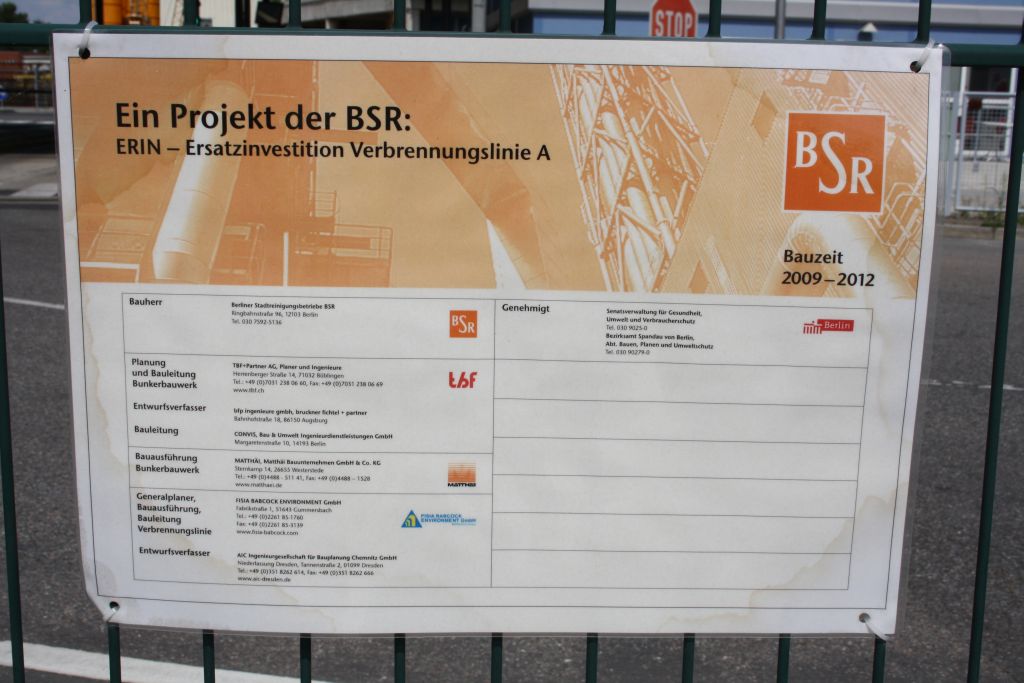 STOP
Ein Projekt der BSR:
ERIN – Ersatzinvestition Verbrennungslinie A
BSR
Bauzeit
2009 – 2012
Bauherr
Berliner Stadtreinigungsbetriebe BSR
Ringbahnstraße 96, 12103 Berlin
Tel. 030 7592-5136
BSR
Genehmigt
Senatsverwaltung für Gesundheit,
Umwelt und Verbraucherschutz
Tel. 030 9025-0
Bezirksamt Spandau von Berlin,
Abt. Bauen, Planen und Umweltschutz
Tel. 030 90279-0
Berlin
Planung
und Bauleitung
Bunkerbauwerk
TBF+Partner AG, Planer und Ingenieure
Herrenberger Straße 14, 71032 Böblingen
Tel.: +49 (0)7031 238 06 60, Fax: +49 (0)7031 238 06 69
www.tbf.ch
tbf
Entwurfsverfasser
bfp ingenieure gmbh, bruckner fichtel + partner
Bahnhofstraße 18, 86150 Augsburg
Bauleitung
CONVIS, Bau & Umwelt Ingenieurdienstleistungen GmbH
Margaretenstraße 10, 14193 Berlin
Bauausführung
Bunkerbauwerk
MATTHÄI, Matthäi Bauunternehmen GmbH & Co. KG
Sternkamp 14, 26655 Westerstede
Tel.: +49 (0)4488 - 511 41, Fax: +49 (0)4488 – 1528
www.matthaei.de
MATTHÄI
Generalplaner,
Bauausführung,
Bauleitung
Verbrennungslinie
FISIA BABCOCK ENVIRONMENT GmbH
Fabrikstraße 1, 51643 Gummersbach
Tel.: +49 (0)2261 85-1760
Fax: +49 (0)2261 85-3139
www.fisia-babcock.com
FISIA BABCOCK
ENVIRONMENT GmbH
Entwurfsverfasser
AIC Ingenieurgesellschaft für Bauplanung Chemnitz GmbH
Niederlassung Dresden, Tannenstraße 2, 01099 Dresden
Tel.: +49 (0)351 8262 614, Fax: +49 (0)351 8262 666
www.aic-dresden.de